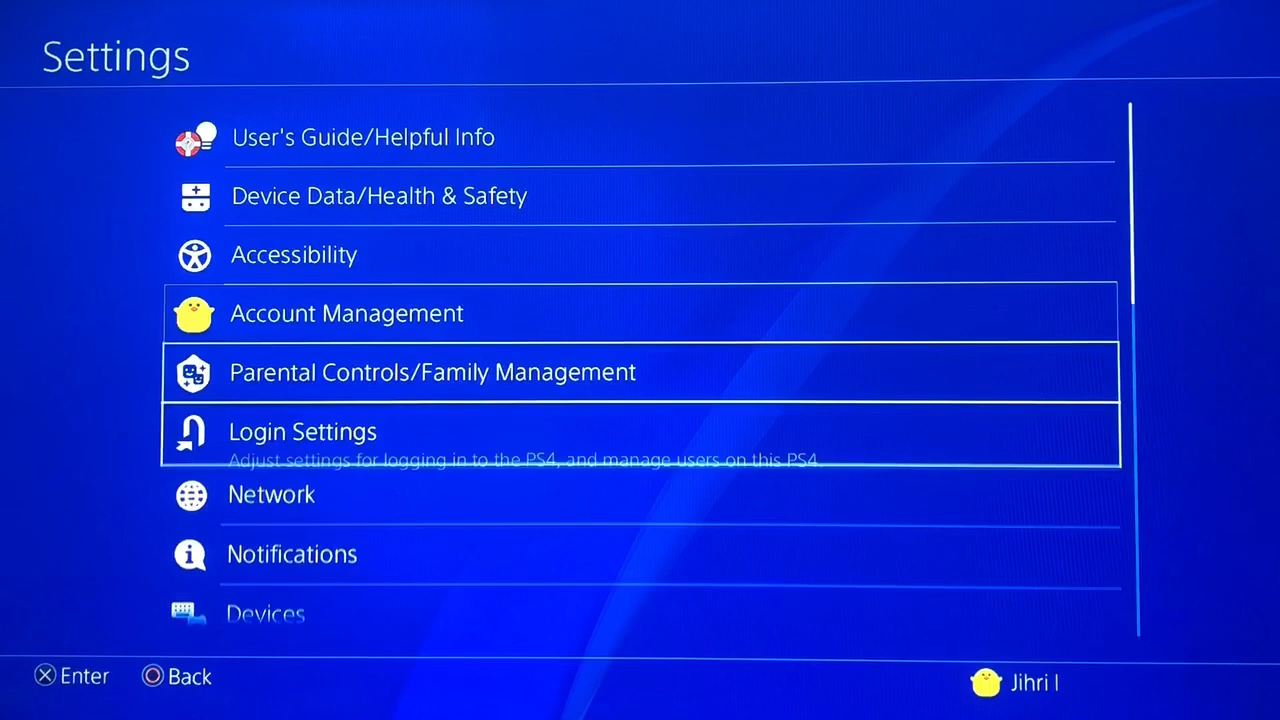 Settings
User's Guide/Helpful Info
Device Data/Health & Safety
Accessibility
Account Management
Parental Controls/Family Management
Login Settings
Adjust settings for logging in to the PS4, and manage users on this PS4.
Network
Notifications
Devices
Enter Back Jihri I